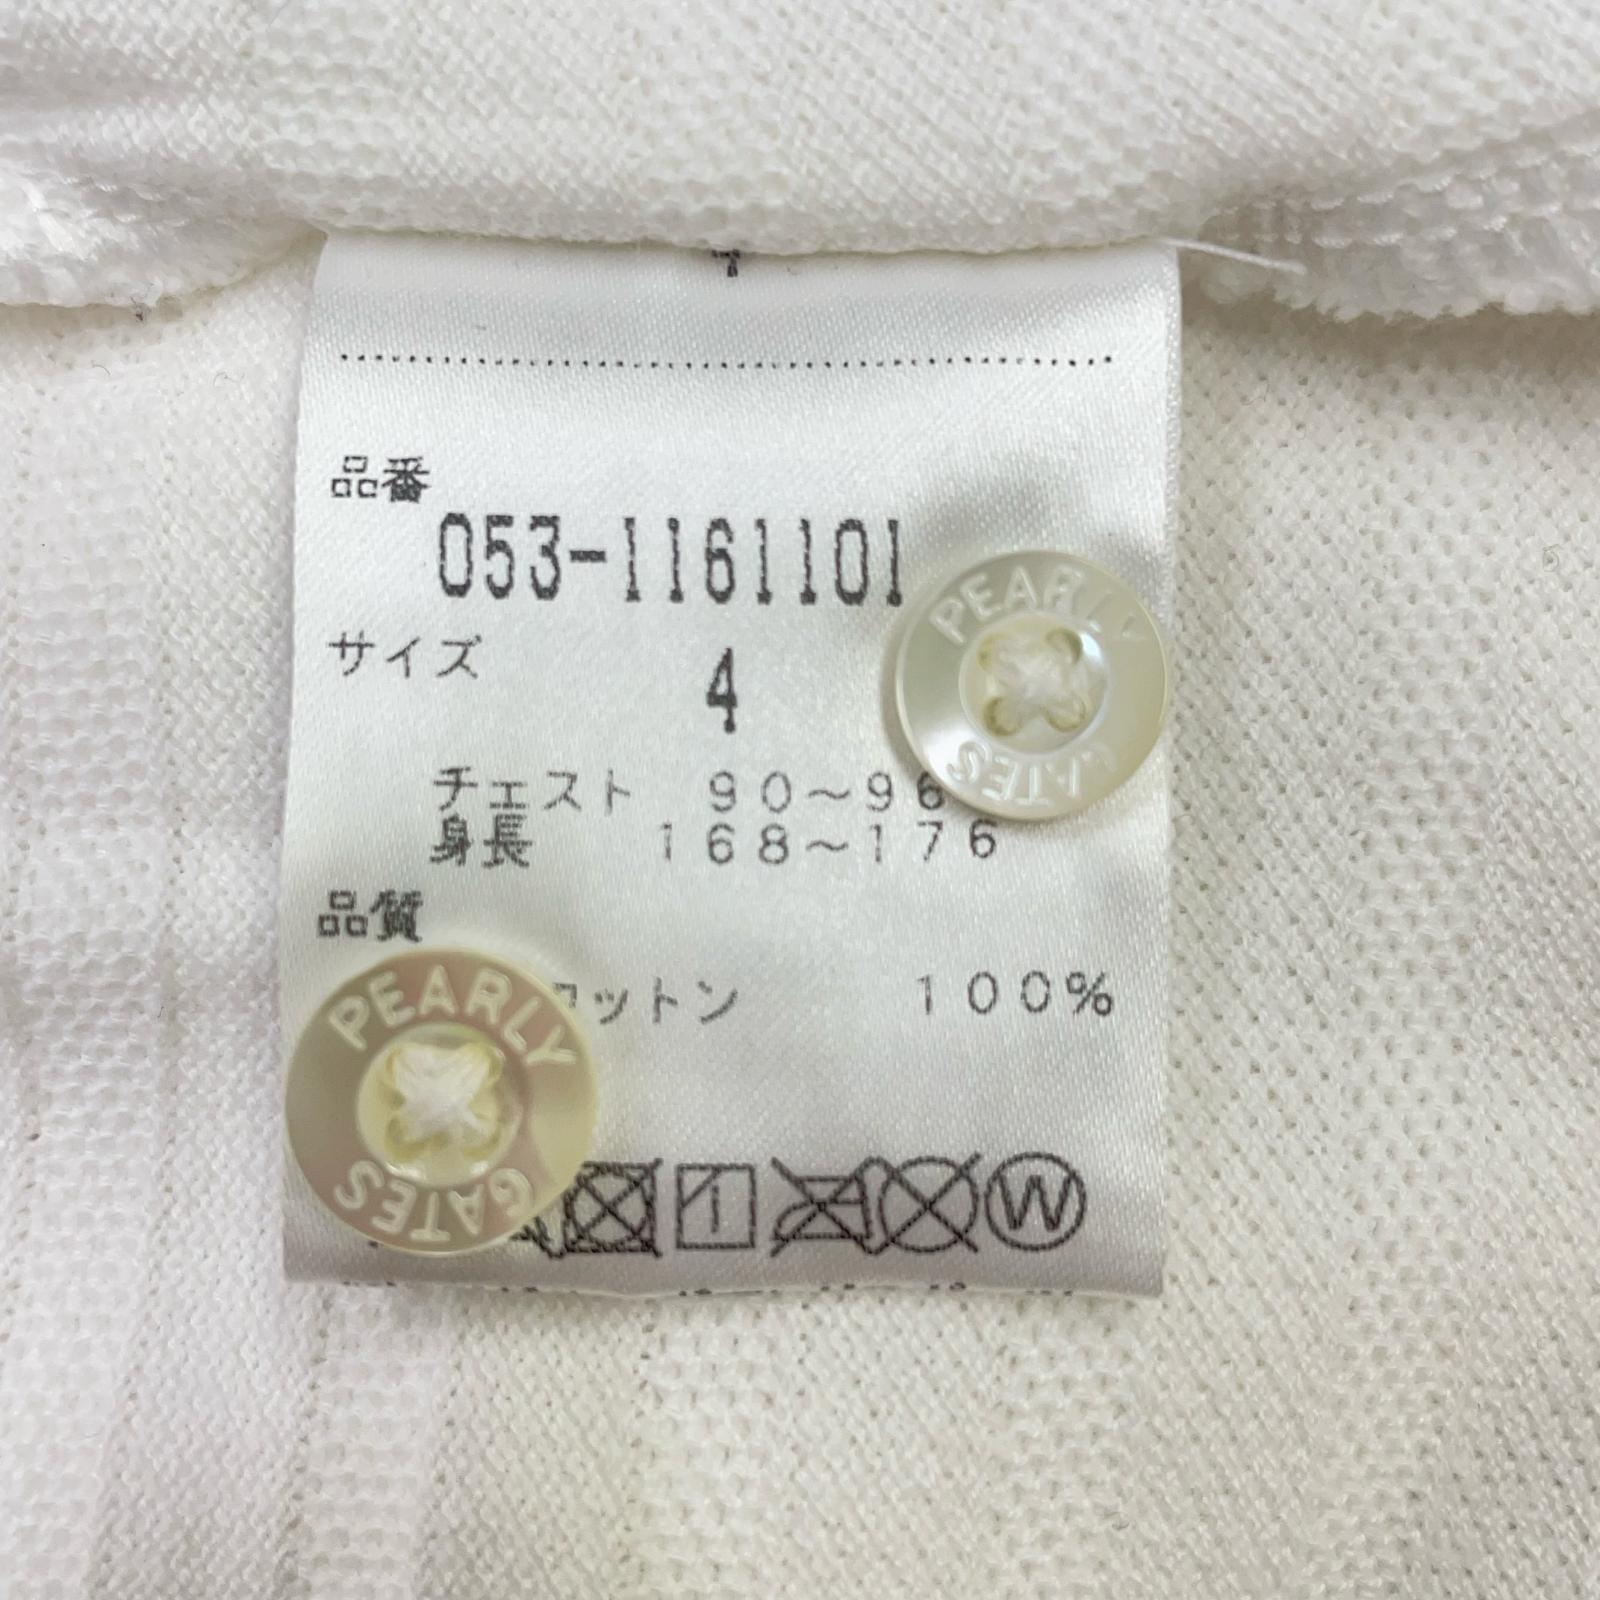 品番
053-1161101
サイズ
4
チェスト 90〜96
身長 168〜176
品質
コットン 100%
PEARLY
GATES
PEARLY
GATES
W